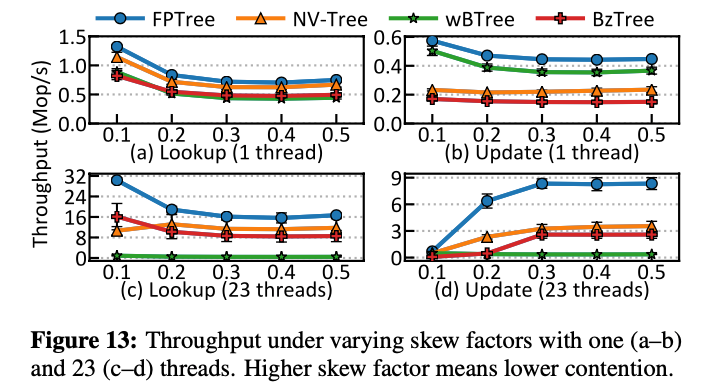 FPTree NV-Tree wBTree BzTree
Throughput (Mop/s)
1.5
1.0
0.5
0.0
0.1 0.2 0.3 0.4 0.5
(a) Lookup (1 thread)
0.6
0.4
0.2
0.0
0.1 0.2 0.3 0.4 0.5
(b) Update (1 thread)
32
24
16
8
0
0.1 0.2 0.3 0.4 0.5
(c) Lookup (23 threads)
9
6
3
0
0.1 0.2 0.3 0.4 0.5
(d) Update (23 threads)
Figure 13: Throughput under varying skew factors with one (a–b)
and 23 (c–d) threads. Higher skew factor means lower contention.